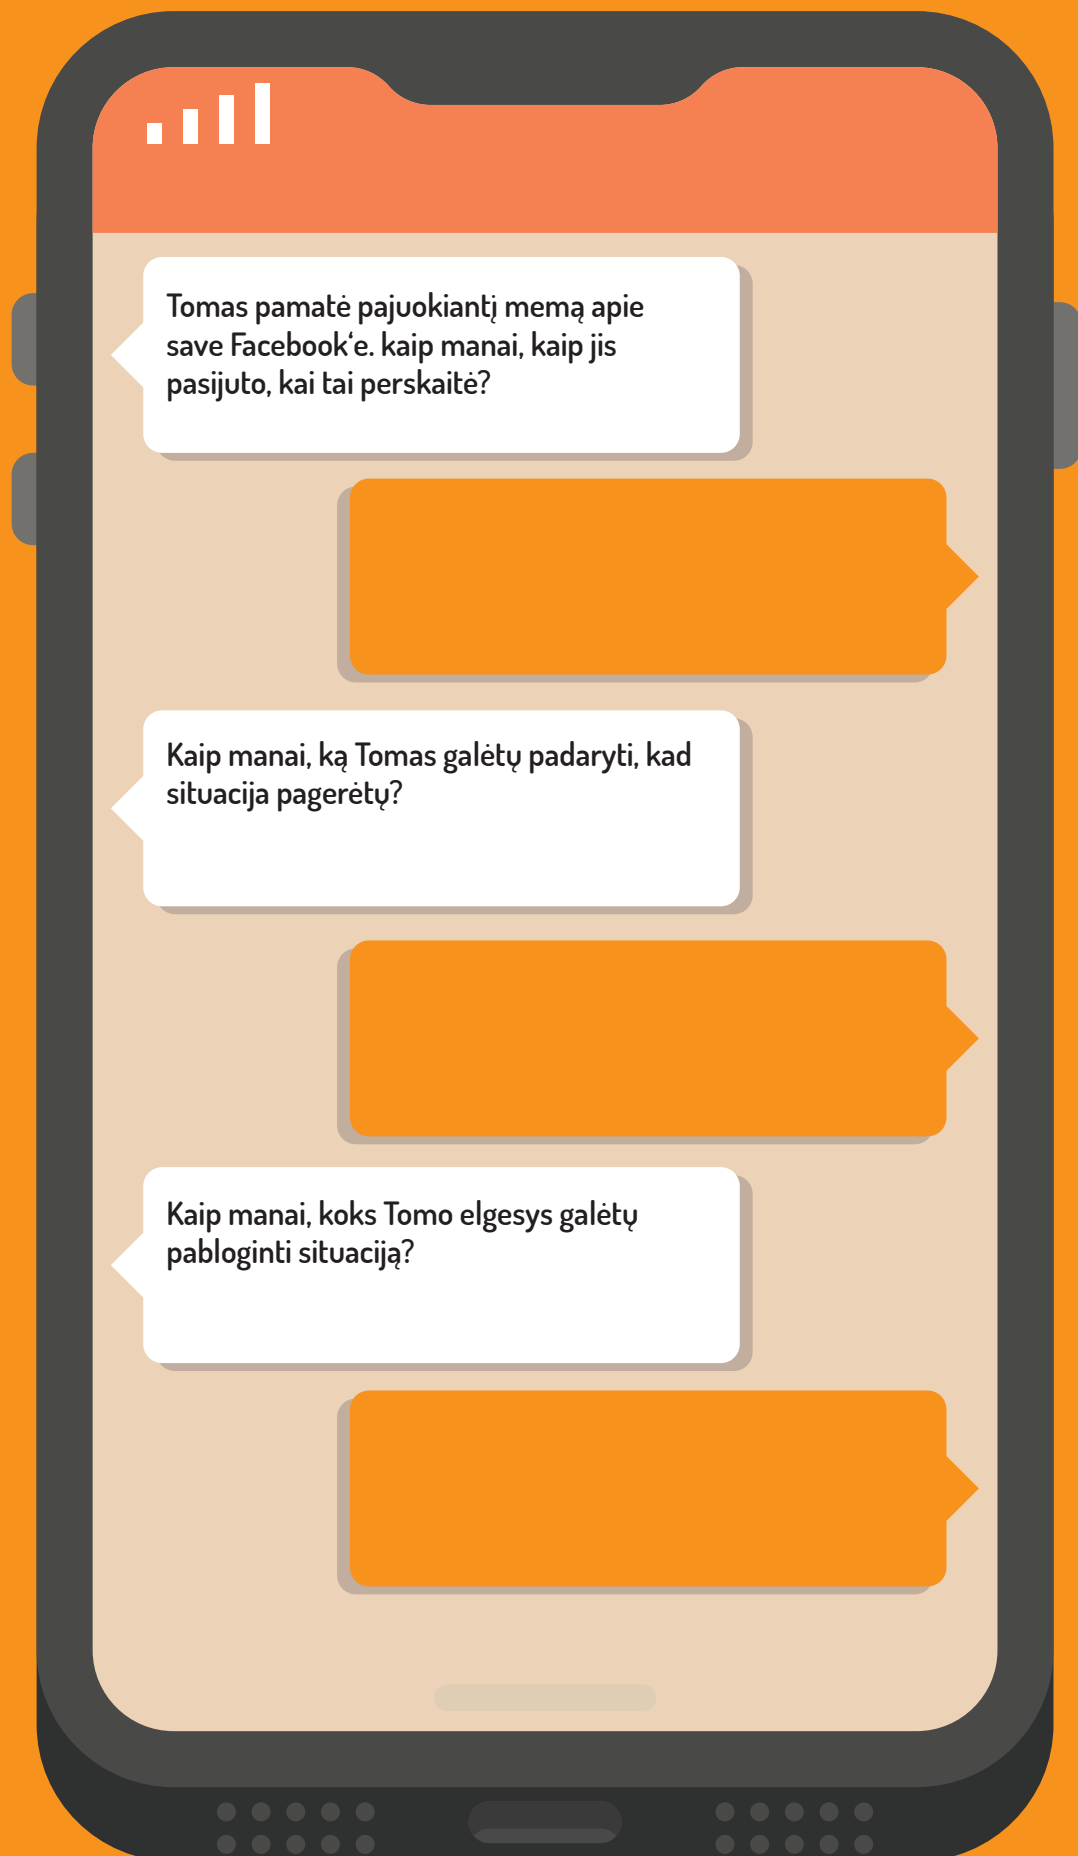 Tomas pamatė pajuokiantį memą apie
save Facebook‘e. kaip manai, kaip jis
pasijuto, kai tai perskaitė?
Kaip manai, ką Tomas galėtų padaryti, kad
situacija pagerėtų?
Kaip manai, koks Tomo elgesys galėtų
pabloginti situaciją?